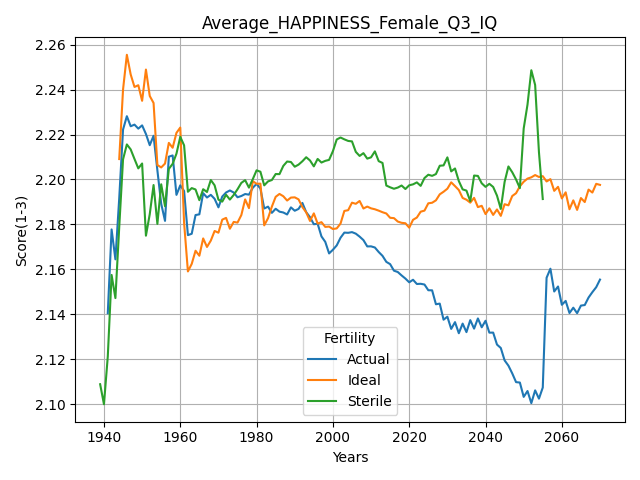 Average_HAPPINESS_Female_Q3_IQ
Score(1-3)
2.26
2.24
2.22
2.20
2.18
2.16
2.14
2.12
2.10
Fertility
Actual
Ideal
Sterile
1940 1960 1980 2000 2020 2040 2060
Years